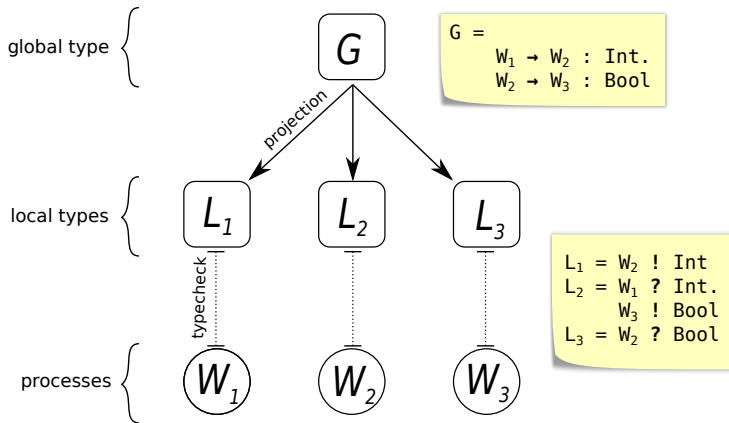 global type
G
G =
W₁ → W₂ : Int.
W₂ → W₃ : Bool
projection
local types
L₁
L₂
L₃
typecheck
L₁ = W₂ ! Int
L₂ = W₁ ? Int.
W₃ ! Bool
L₃ = W₂ ? Bool
processes
W₁
W₂
W₃